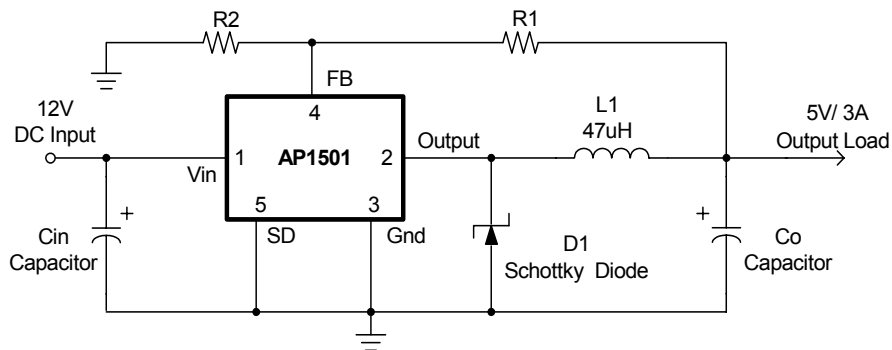 R2
R1
FB
4
12V
DC Input
L1
47uH
5V/ 3A
Output Load
Output
1
AP1501
2
Vin
5
3
SD
Gnd
+
Cin
Capacitor
D1
Schottky Diode
+
Co
Capacitor